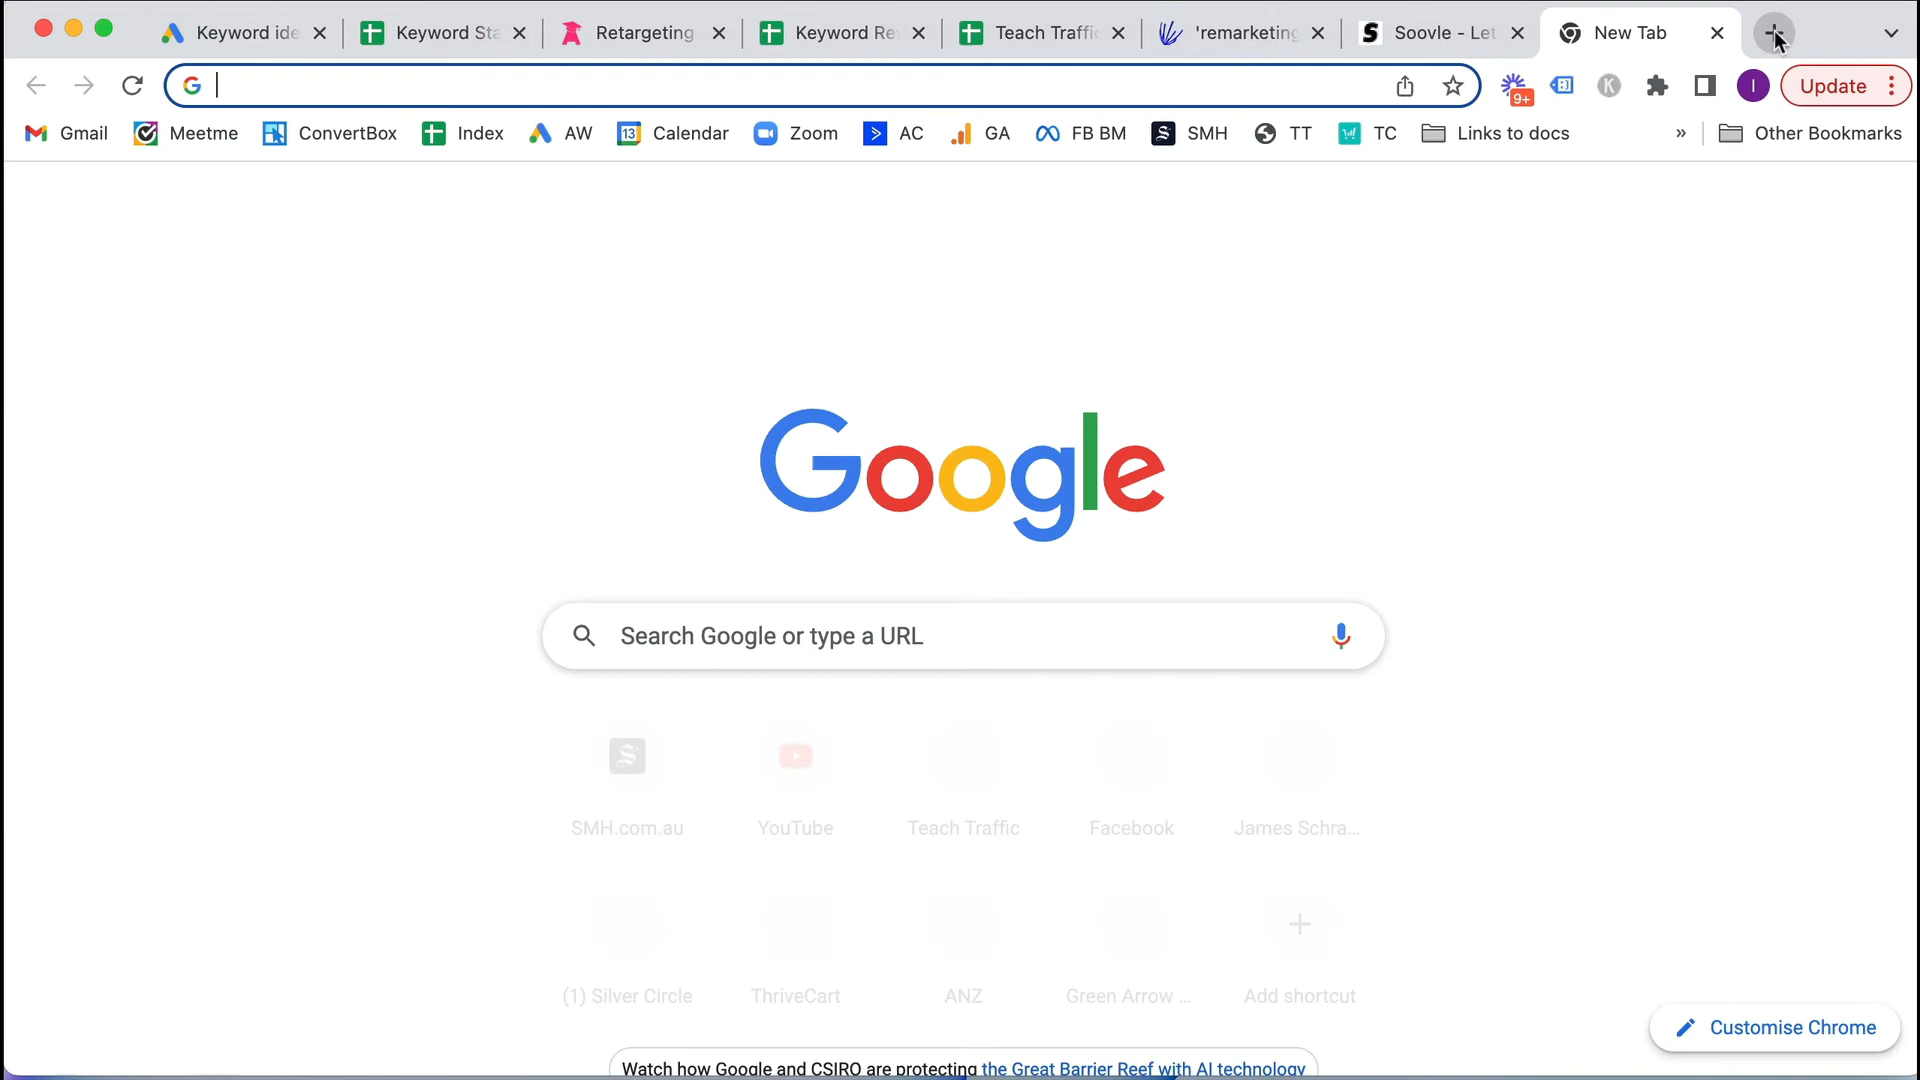 Keyword ide Keyword Sta Retargeting Keyword Re Teach Traffic 'remarketing Soovle - Let New Tab
9+ K I Update
Gmail Meetme ConvertBox Index AW 13 Calendar Zoom AC GA FB BM SMH TT TC Links to docs » Other Bookmarks
Google
Search Google or type a URL
SMH.com.au YouTube Teach Traffic Facebook James Schra...
(1) Silver Circle ThriveCart ANZ Green Arrow ... Add shortcut
Customise Chrome
Watch how Google and CSIRO are protecting the Great Barrier Reef with AI technology